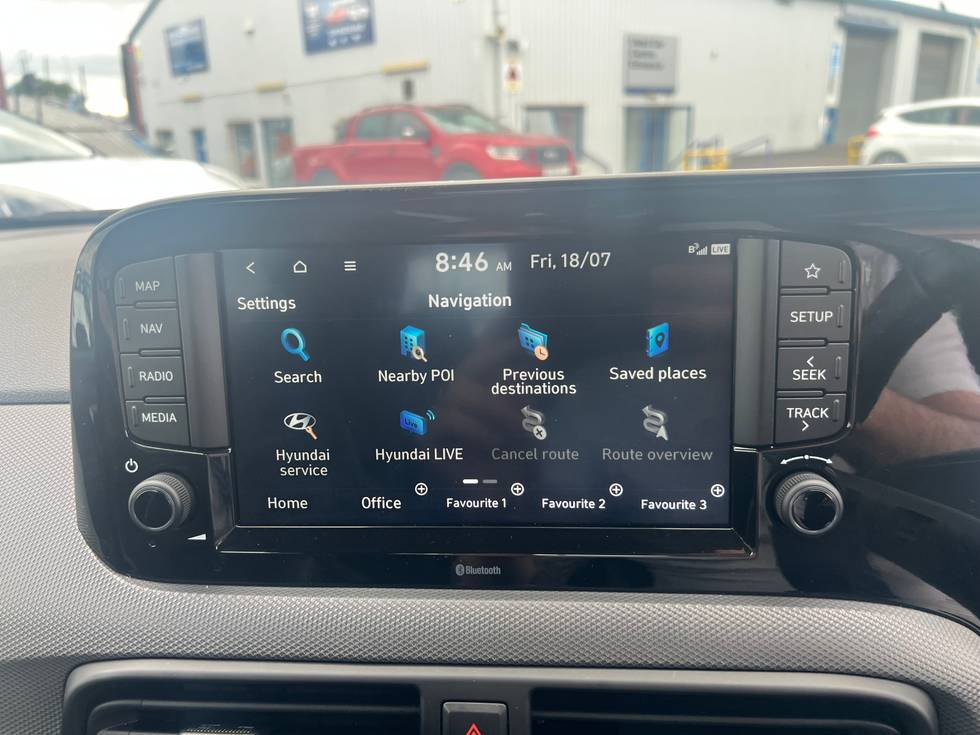 8:46 AM Fri, 18/07 LIVE
MAP
NAV
RADIO
MEDIA
Settings Navigation
Search Nearby POI Previous destinations Saved places
Hyundai service Hyundai LIVE Cancel route Route overview
Live
Home Office Favourite 1 Favourite 2 Favourite 3
SETUP
< SEEK
TRACK >
Bluetooth